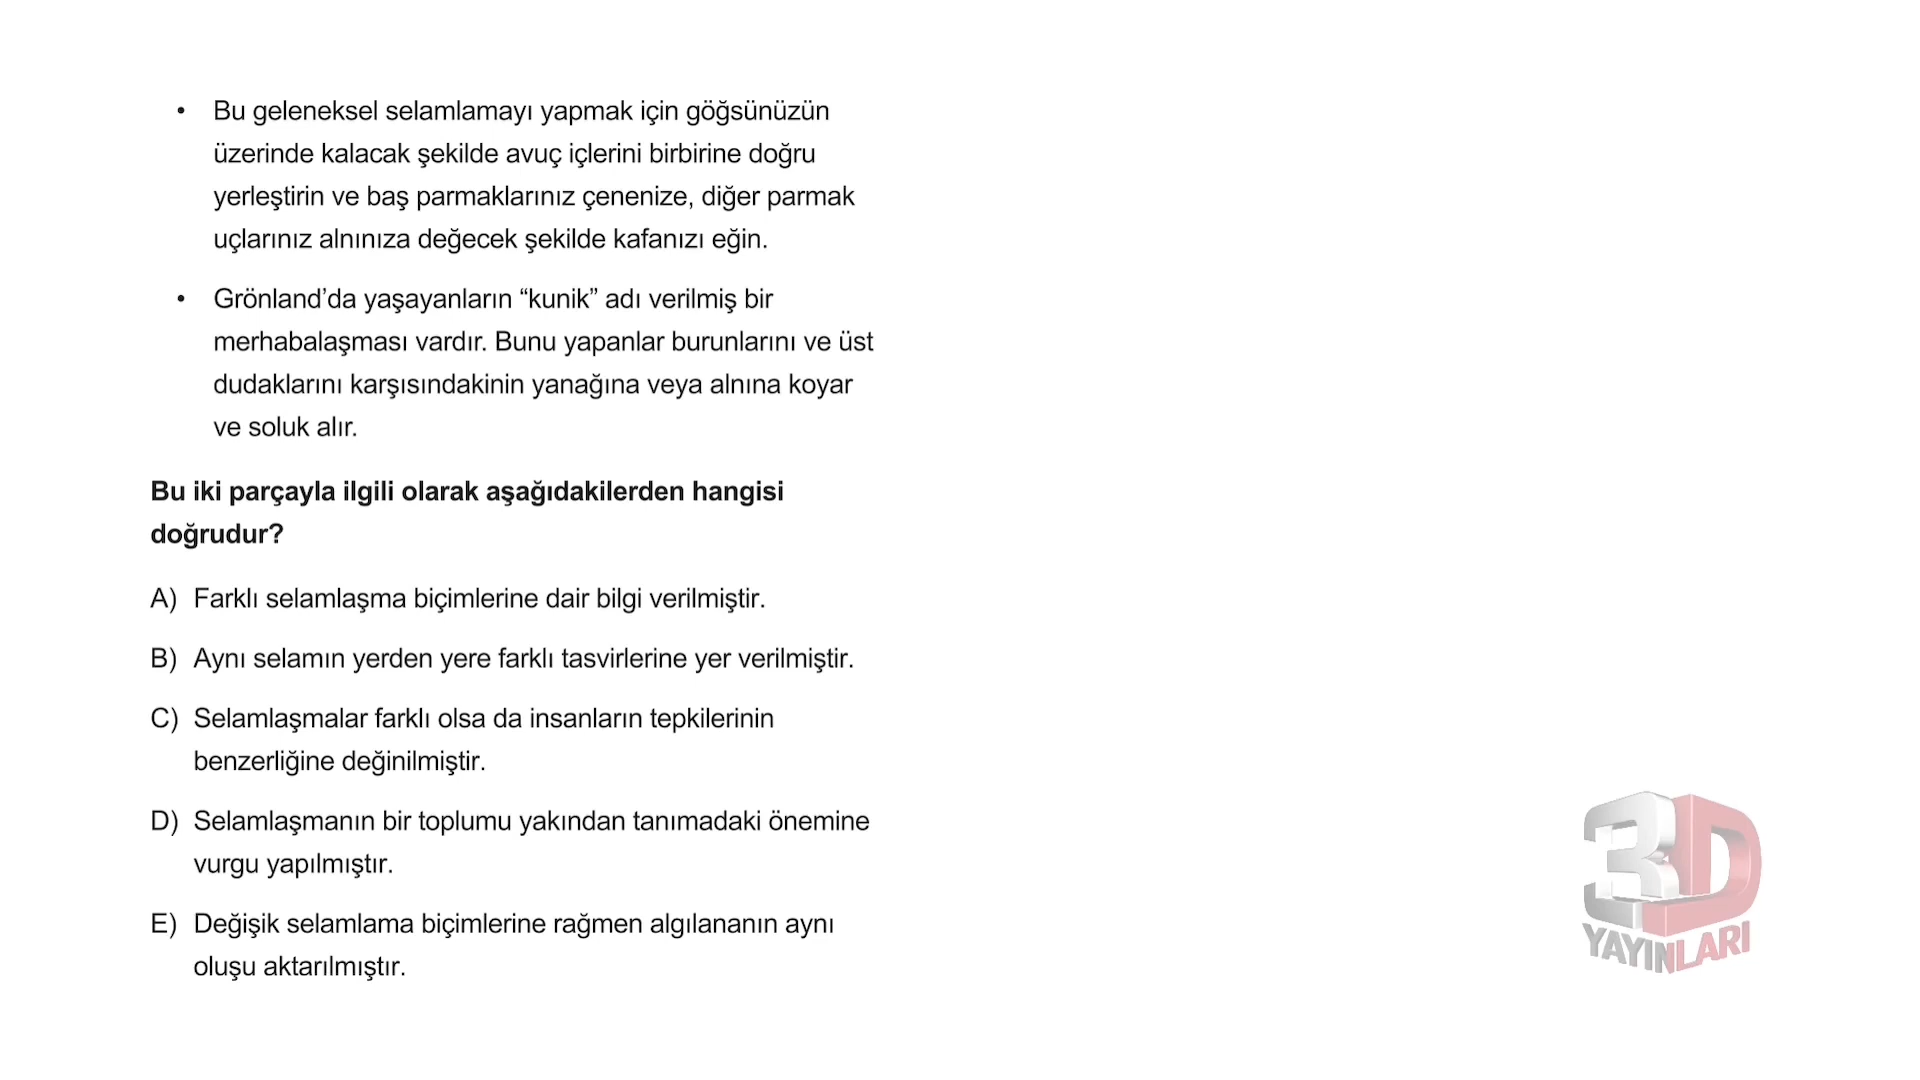 • Bu geleneksel selamlamayı yapmak için göğsünüzün
üzerinde kalacak şekilde avuç içlerini birbirine doğru
yerleştirin ve baş parmaklarınız çenenize, diğer parmak
uçlarınız alnınıza değecek şekilde kafanızı eğin.
• Grönland’da yaşayanların “kunik” adı verilmiş bir
merhabalaşması vardır. Bunu yapanlar burunlarını ve üst
dudaklarını karşısındakinin yanağına veya alnına koyar
ve soluk alır.
Bu iki parçayla ilgili olarak aşağıdakilerden hangisi
doğrudur?
A) Farklı selamlaşma biçimlerine dair bilgi verilmiştir.
B) Aynı selamın yerden yere farklı tasvirlerine yer verilmiştir.
C) Selamlaşmalar farklı olsa da insanların tepkilerinin
benzerliğine değinilmiştir.
D) Selamlaşmanın bir toplumu yakından tanımadaki önemine
vurgu yapılmıştır.
E) Değişik selamlama biçimlerine rağmen algılananın aynı
oluşu aktarılmıştır.
3D
YAYINLARI